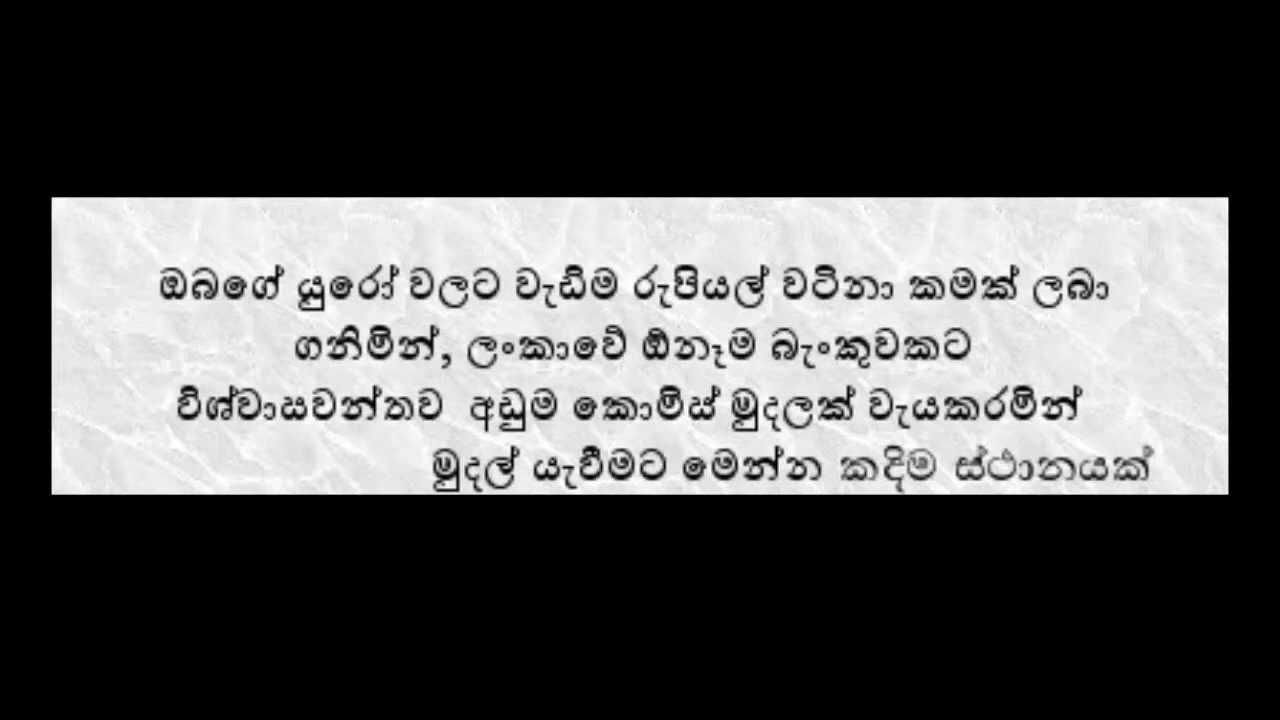 ඔබගේ යුරෝ වලට වැඩිම රුපියල් වටිනා කමක් ලබා
ගනිමින්, ලංකාවේ ඕනෑම බැංකුවකට
විශ්වාසවන්තව අඩුම කොමිස් මුදලක් වැයකරමින්
මුදල් යැවීමට මෙන්න කදිම ස්ථානයක්